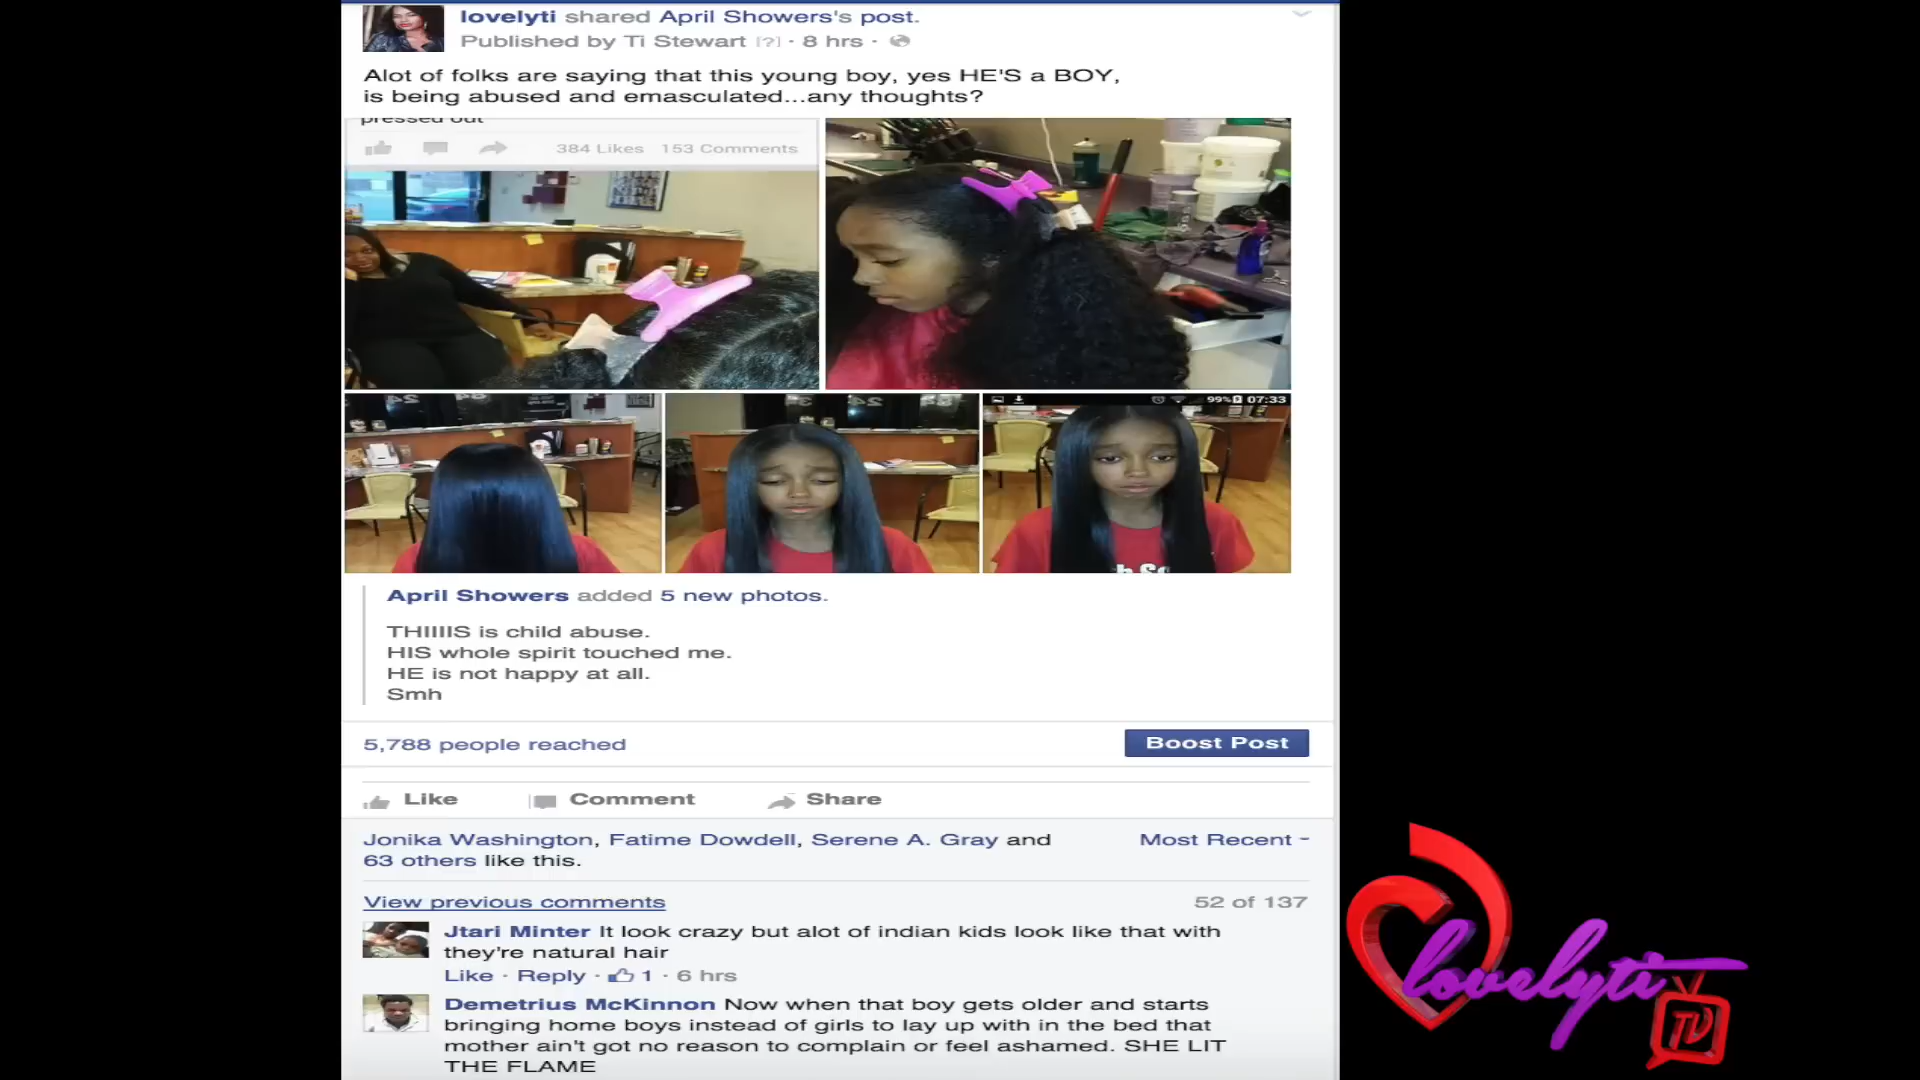 lovelyti shared April Showers's post.
Published by Ti Stewart [?] · 8 hrs ·
Alot of folks are saying that this young boy, yes HE'S a BOY,
is being abused and emasculated...any thoughts?
pressed out
384 Likes 153 Comments
99% 07:33
April Showers added 5 new photos.
THIIIIS is child abuse.
HIS whole spirit touched me.
HE is not happy at all.
Smh
5,788 people reached
Boost Post
Like Comment Share
Jonika Washington, Fatime Dowdell, Serene A. Gray and
63 others like this.
Most Recent
View previous comments
52 of 137
Jtari Minter It look crazy but alot of indian kids look like that with
they're natural hair
Like · Reply · 1 · 6 hrs
Demetrius McKinnon Now when that boy gets older and starts
bringing home boys instead of girls to lay up with in the bed that
mother ain't got no reason to complain or feel ashamed. SHE LIT
THE FLAME
lovelyti
TV